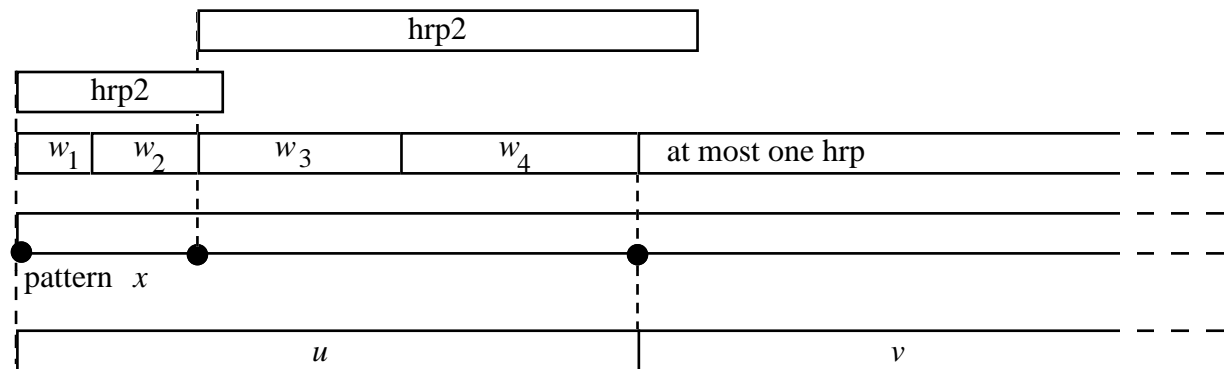 hrp2
hrp2
w1 w2 w3 w4 at most one hrp
pattern x
u v